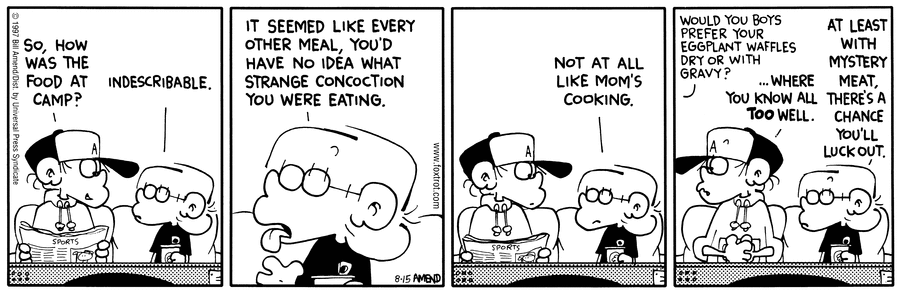 © 1997 Bill Amend/Dist. by Universal Press Syndicate
SO, HOW
WAS THE
FOOD AT
CAMP?
INDESCRIBABLE.
SPORTS
IT SEEMED LIKE EVERY
OTHER MEAL, YOU'D
HAVE NO IDEA WHAT
STRANGE CONCOCTION
YOU WERE EATING.
8-15 AMEND
www.foxtrot.com
NOT AT ALL
LIKE MOM'S
COOKING.
SPORTS
WOULD YOU BOYS
PREFER YOUR
EGGPLANT WAFFLES
DRY OR WITH
GRAVY?
...WHERE
YOU KNOW ALL
TOO WELL.
AT LEAST
WITH
MYSTERY
MEAT,
THERE'S A
CHANCE
YOU'LL
LUCK OUT.
A
A
A